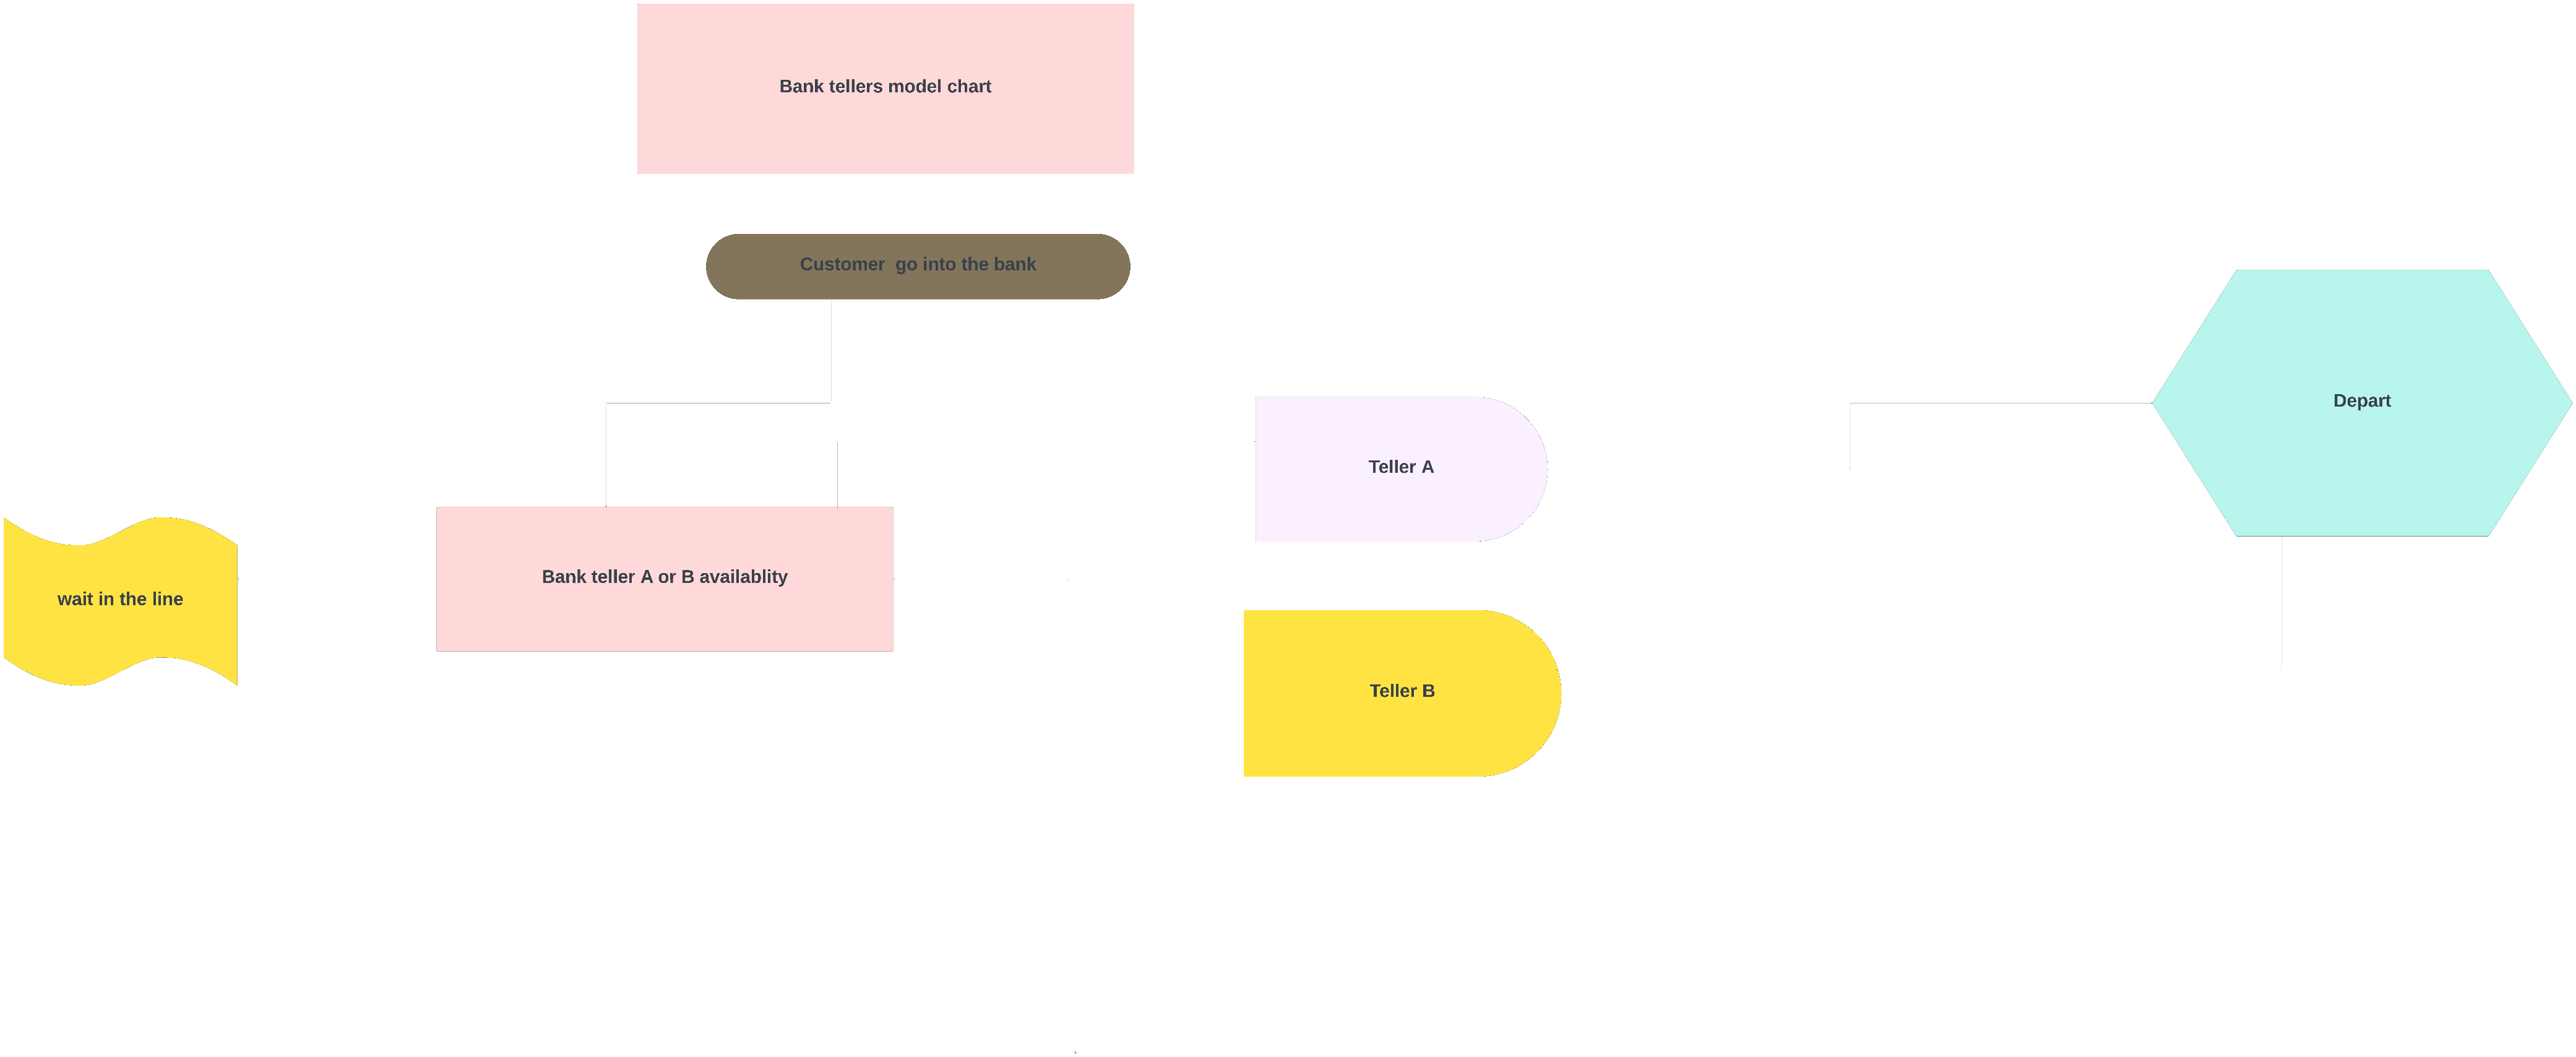 Bank tellers model chart
Customer  go into the bank
Depart
Teller A
Bank teller A or B availablity
wait in the line
Teller B